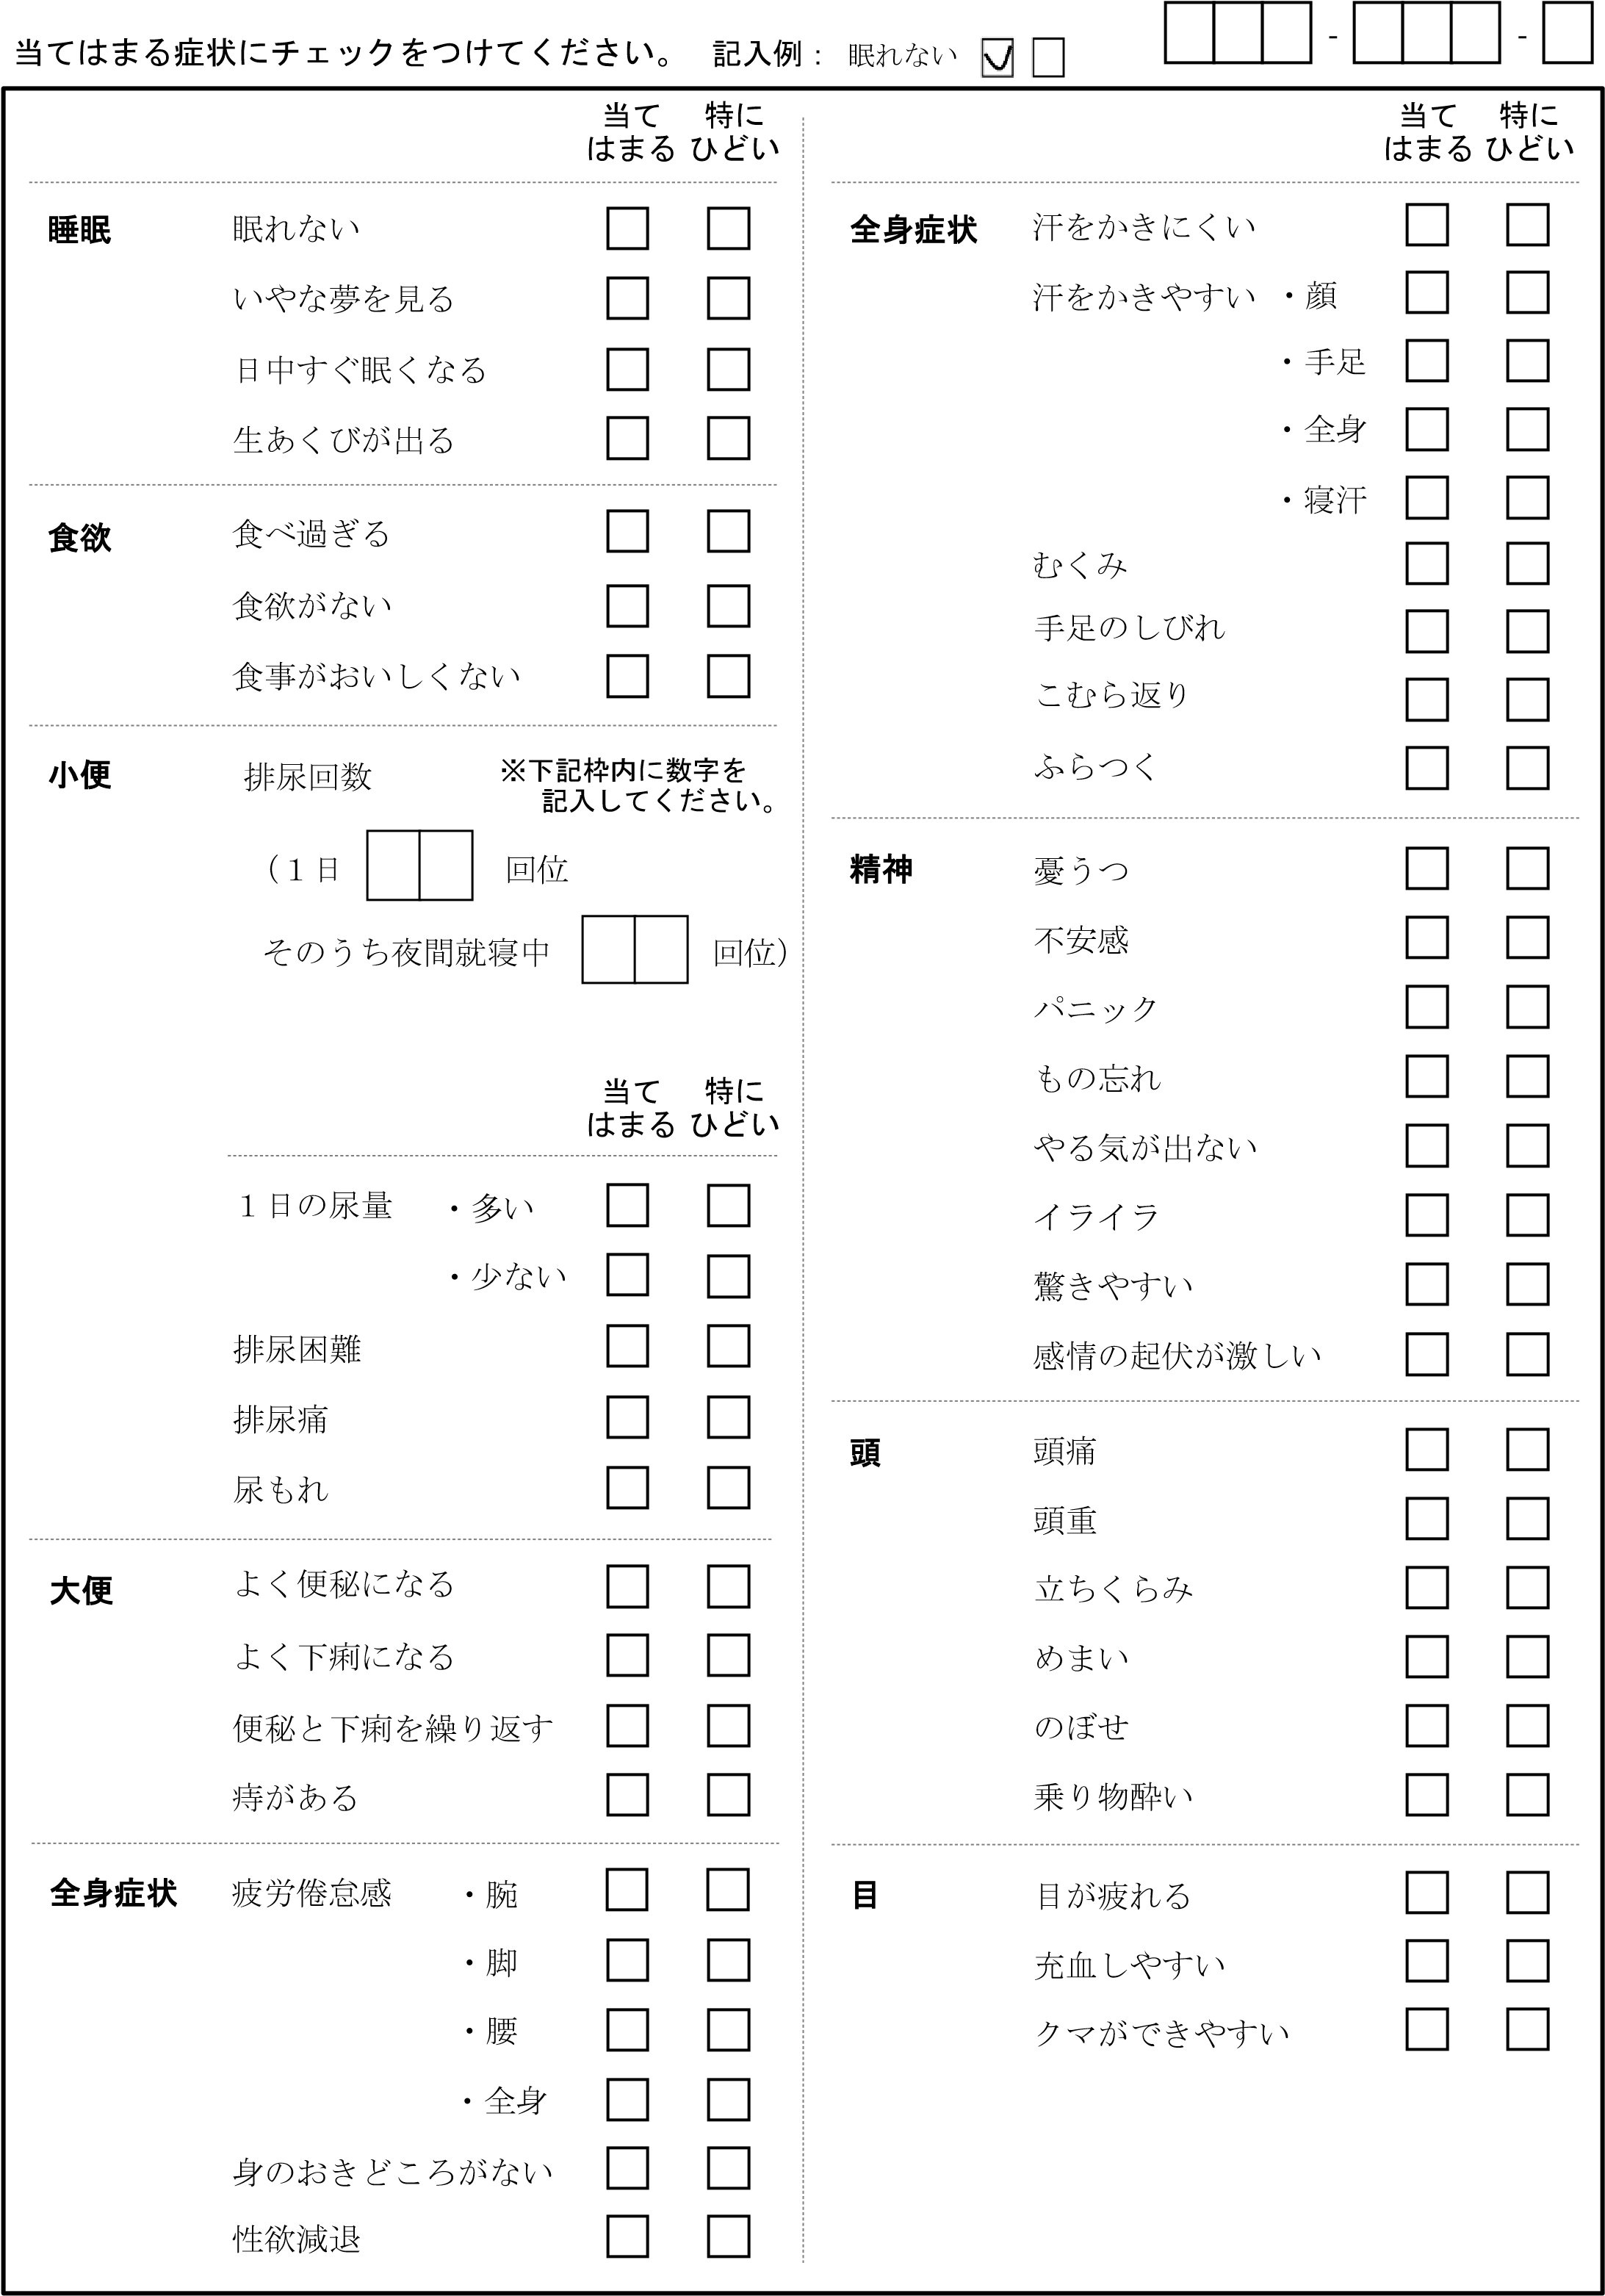 当てはまる症状にチェックをつけてください。 記入例： 眠れない
- -
当て 特に
はまる ひどい
睡眠 眠れない
いやな夢を見る
日中すぐ眠くなる
生あくびが出る
食欲 食べ過ぎる
食欲がない
食事がおいしくない
小便 排尿回数 ※下記枠内に数字を
記入してください。
（１日 回位
そのうち夜間就寝中 回位）
当て 特に
はまる ひどい
１日の尿量 ・多い
・少ない
排尿困難
排尿痛
尿もれ
大便 よく便秘になる
よく下痢になる
便秘と下痢を繰り返す
痔がある
全身症状 疲労倦怠感 ・腕
・脚
・腰
・全身
身のおきどころがない
性欲減退
当て 特に
はまる ひどい
全身症状 汗をかきにくい
汗をかきやすい ・顔
・手足
・全身
・寝汗
むくみ
手足のしびれ
こむら返り
ふらつく
精神 憂うつ
不安感
パニック
もの忘れ
やる気が出ない
イライラ
驚きやすい
感情の起伏が激しい
頭 頭痛
頭重
立ちくらみ
めまい
のぼせ
乗り物酔い
目 目が疲れる
充血しやすい
クマができやすい